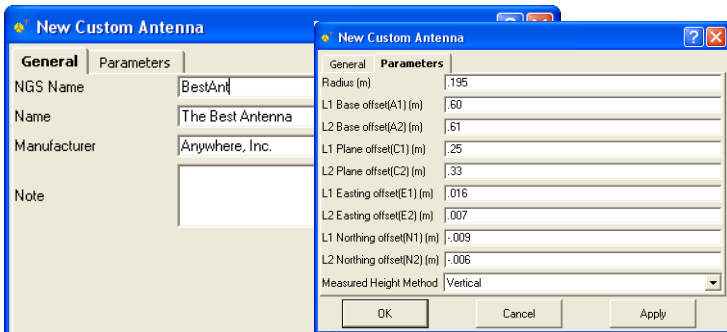 New Custom Antenna
General Parameters
NGS Name BestAnt
Name The Best Antenna
Manufacturer Anywhere, Inc.
Note
New Custom Antenna
General Parameters
Radius (m) .195
L1 Base offset(A1) (m) .60
L2 Base offset(A2) (m) .61
L1 Plane offset(C1) (m) .25
L2 Plane offset(C2) (m) .33
L1 Easting offset(E1) (m) .016
L2 Easting offset(E2) (m) .007
L1 Northing offset(N1) (m) -.009
L2 Northing offset(N2) (m) -.006
Measured Height Method Vertical
OK Cancel Apply